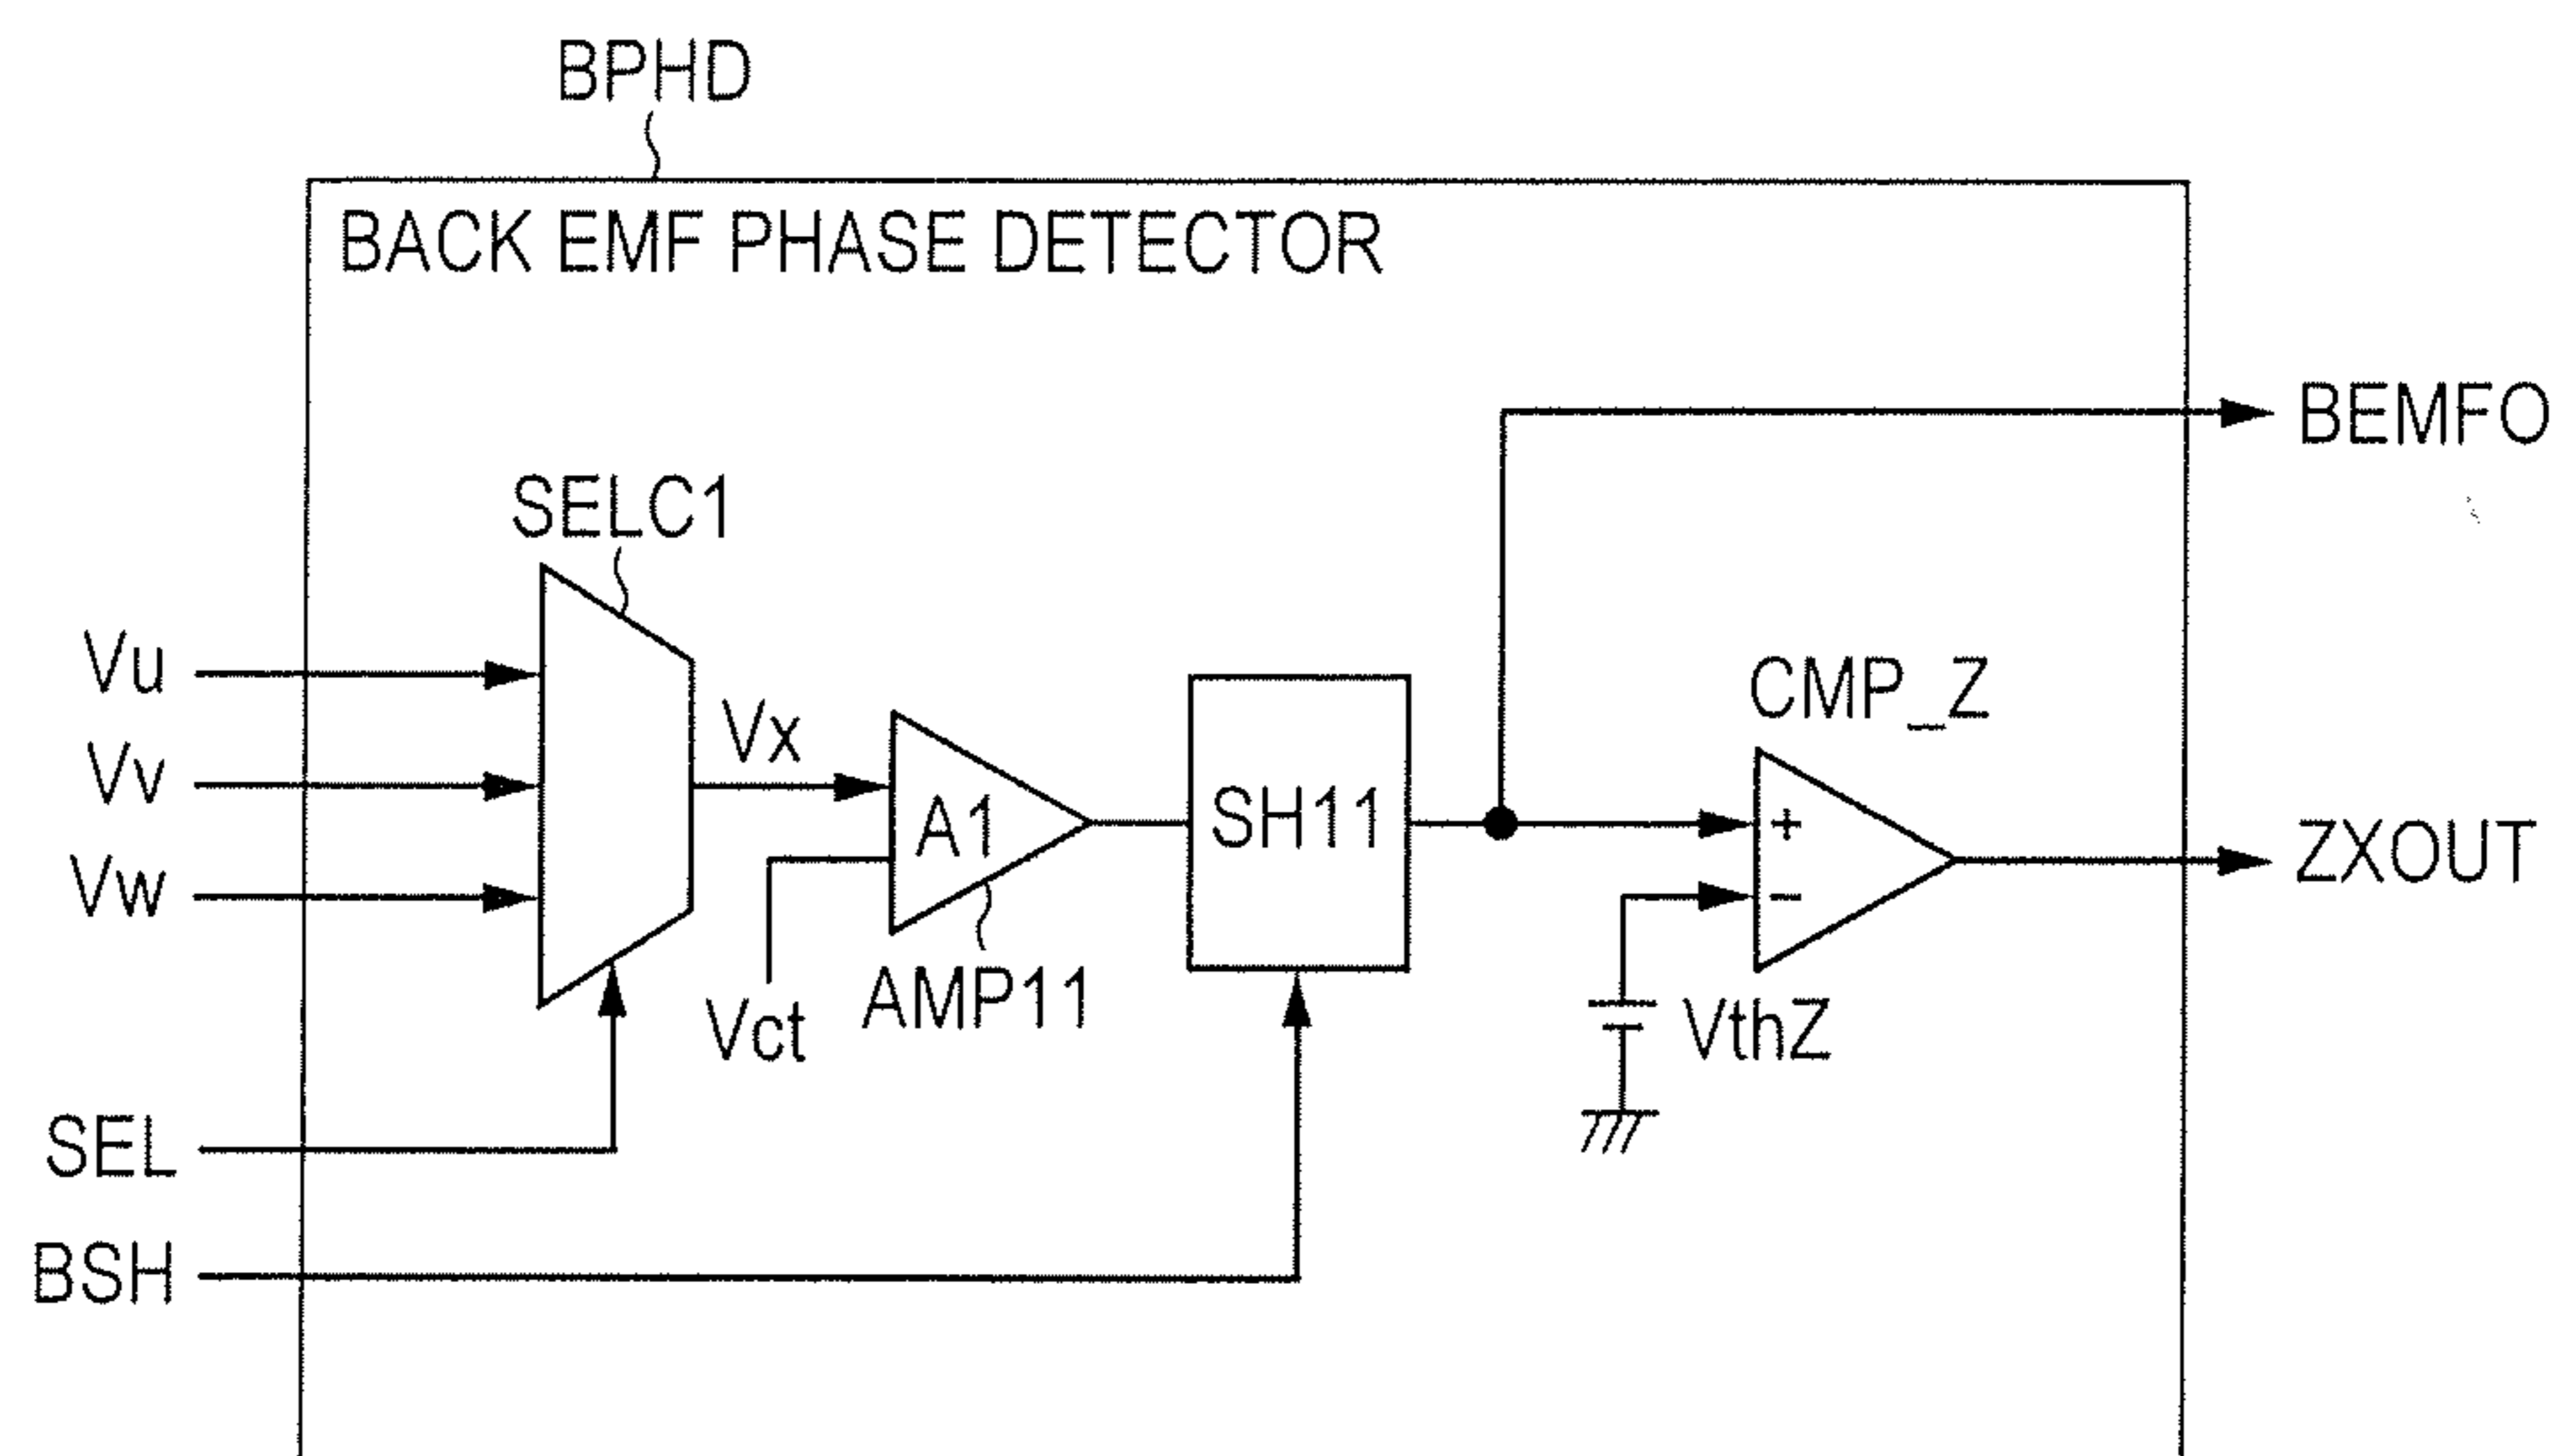 BPHD
BACK EMF PHASE DETECTOR
BEMFO
SELC1
Vu
Vx
CMP_Z
Vv
A1
SH11
+
ZXOUT
Vw
−
Vct
AMP11
VthZ
SEL
BSH